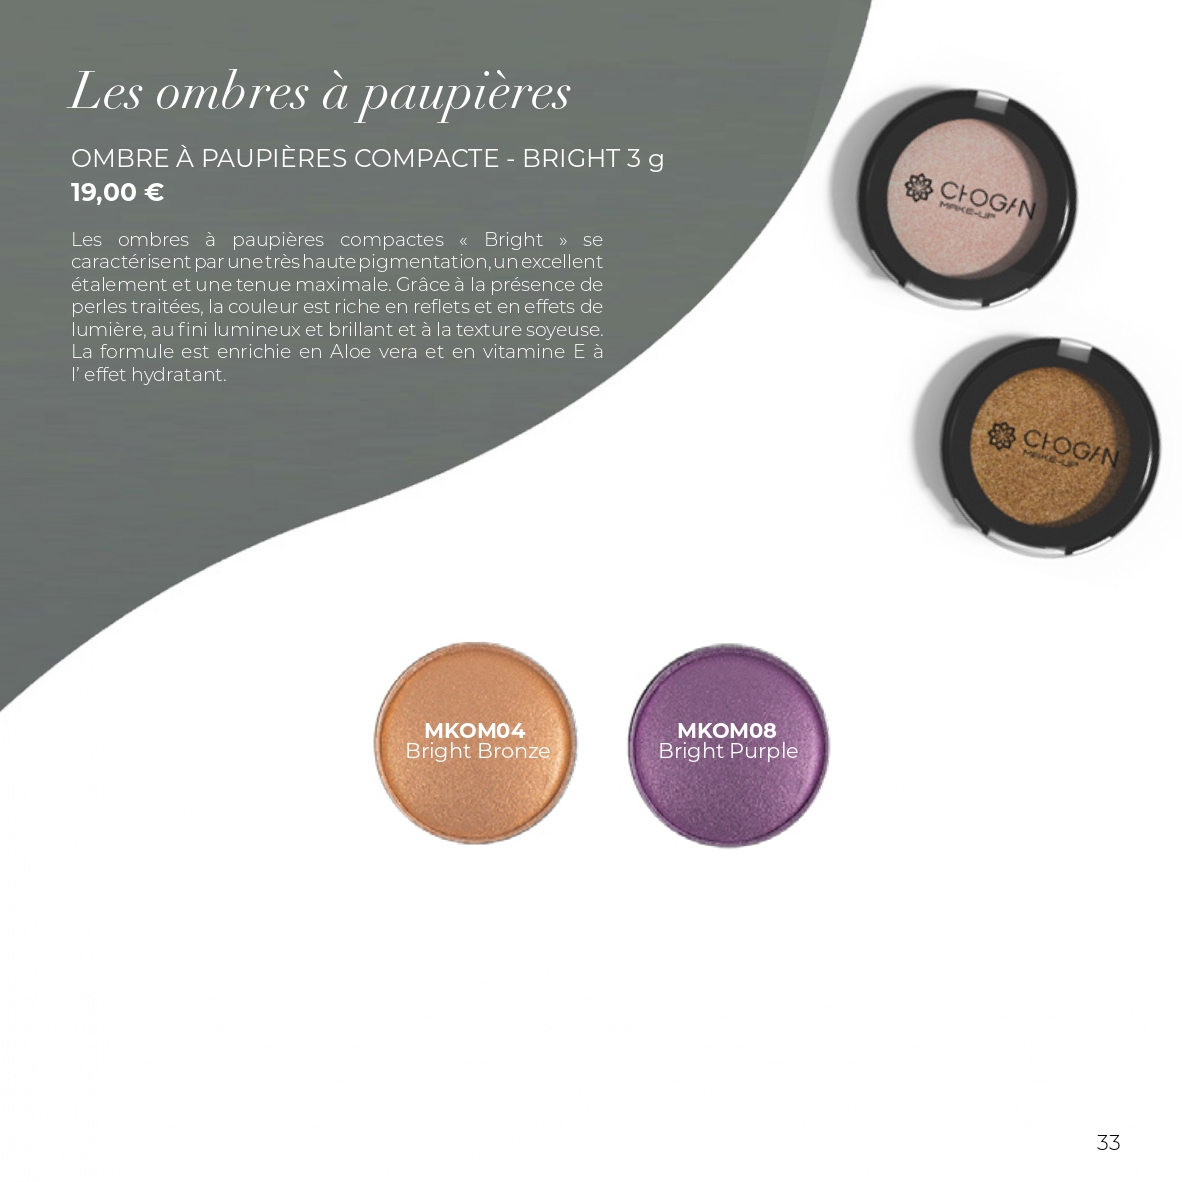 Les ombres à paupières
OMBRE À PAUPIÈRES COMPACTE - BRIGHT 3 g
19,00 €
Les ombres à paupières compactes « Bright » se
caractérisent par une très haute pigmentation, un excellent
étalement et une tenue maximale. Grâce à la présence de
perles traitées, la couleur est riche en reflets et en effets de
lumière, au fini lumineux et brillant et à la texture soyeuse.
La formule est enrichie en Aloe vera et en vitamine E à
l’ effet hydratant.
CHOGAN
MAKE-UP
CHOGAN
MAKE-UP
MKOM04
Bright Bronze
MKOM08
Bright Purple
33